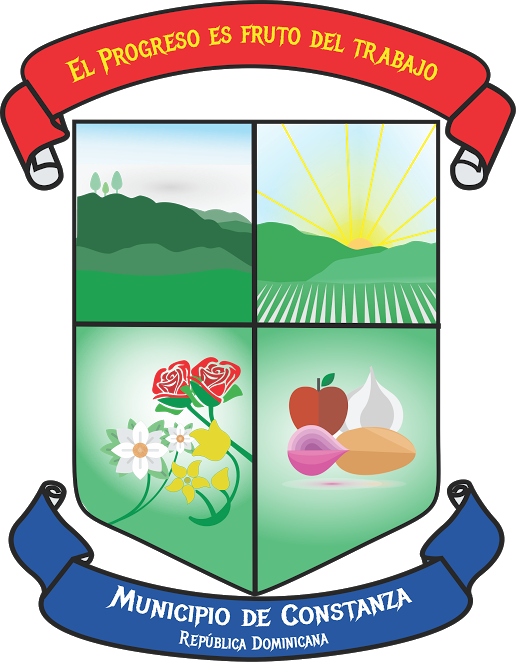 El Progreso es fruto del trabajo
Municipio de Constanza
República Dominicana